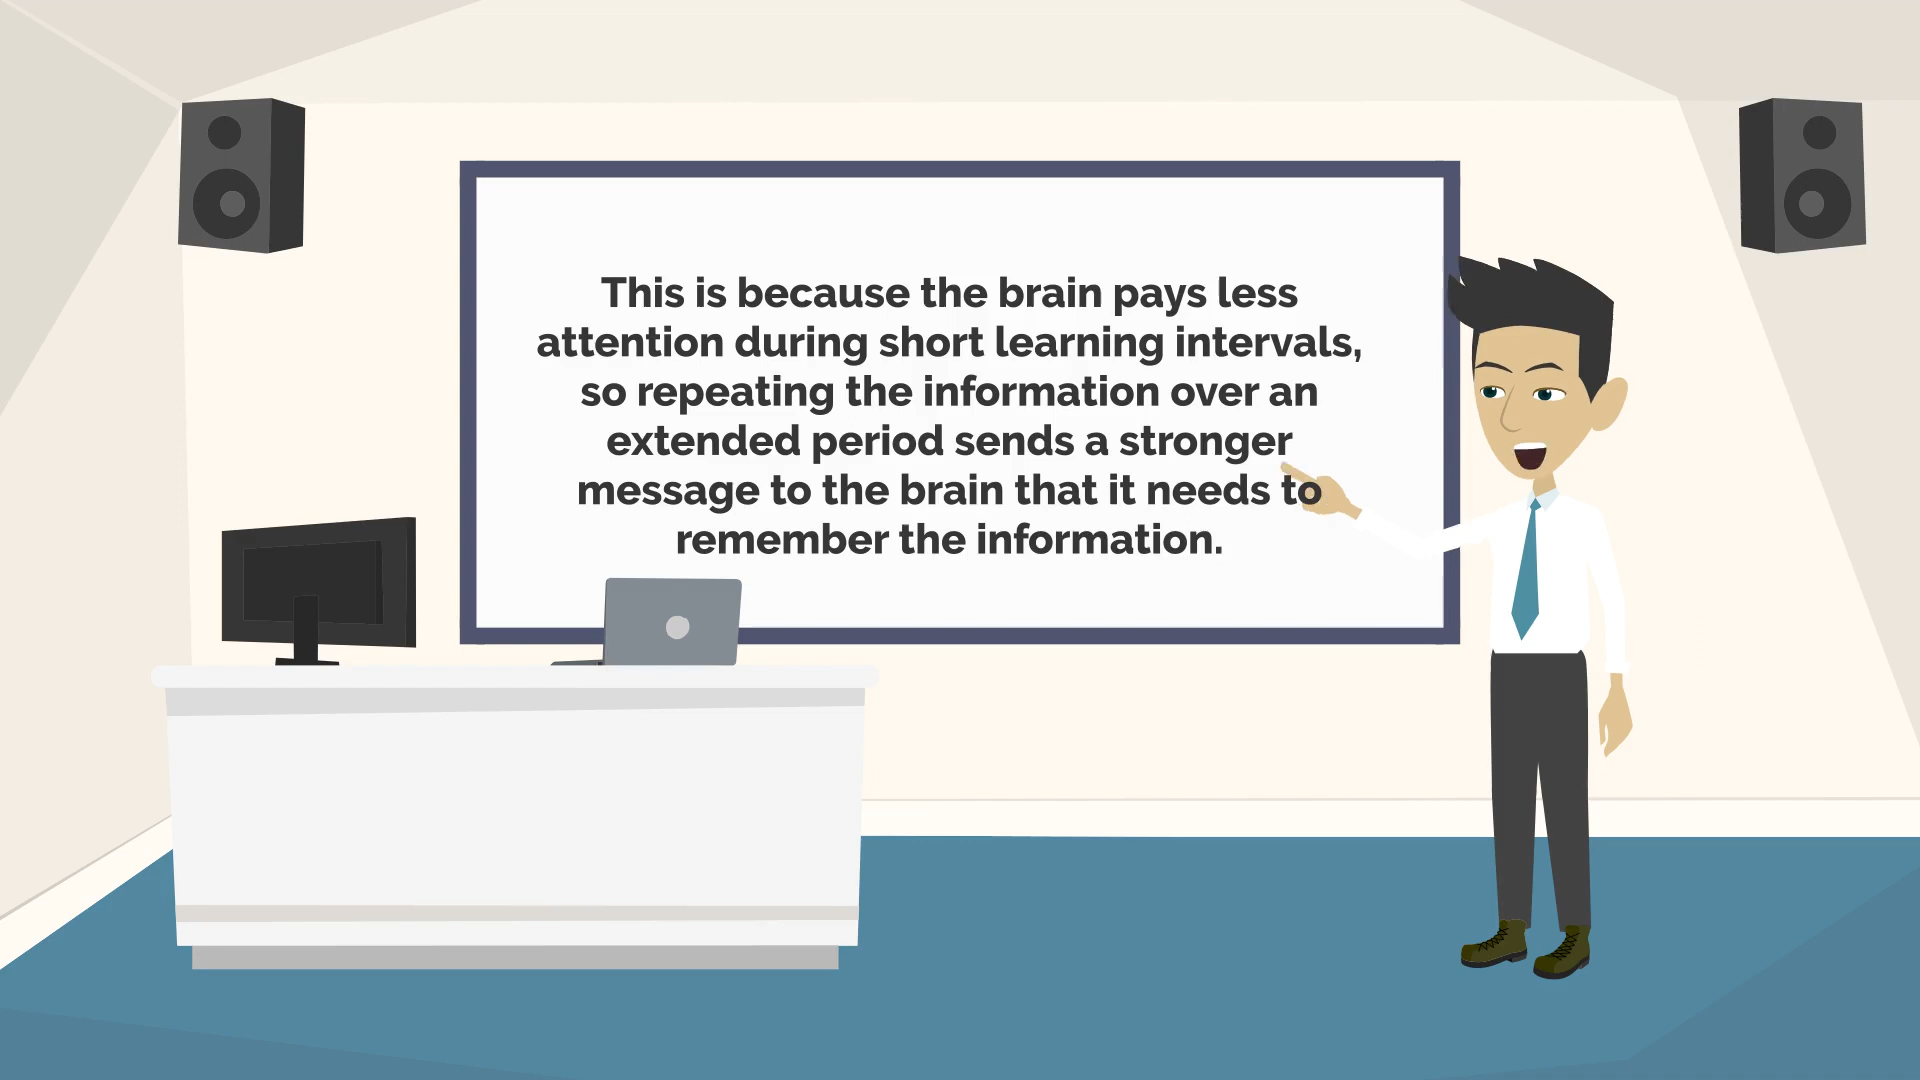 This is because the brain pays less
attention during short learning intervals,
so repeating the information over an
extended period sends a stronger
message to the brain that it needs to
remember the information.